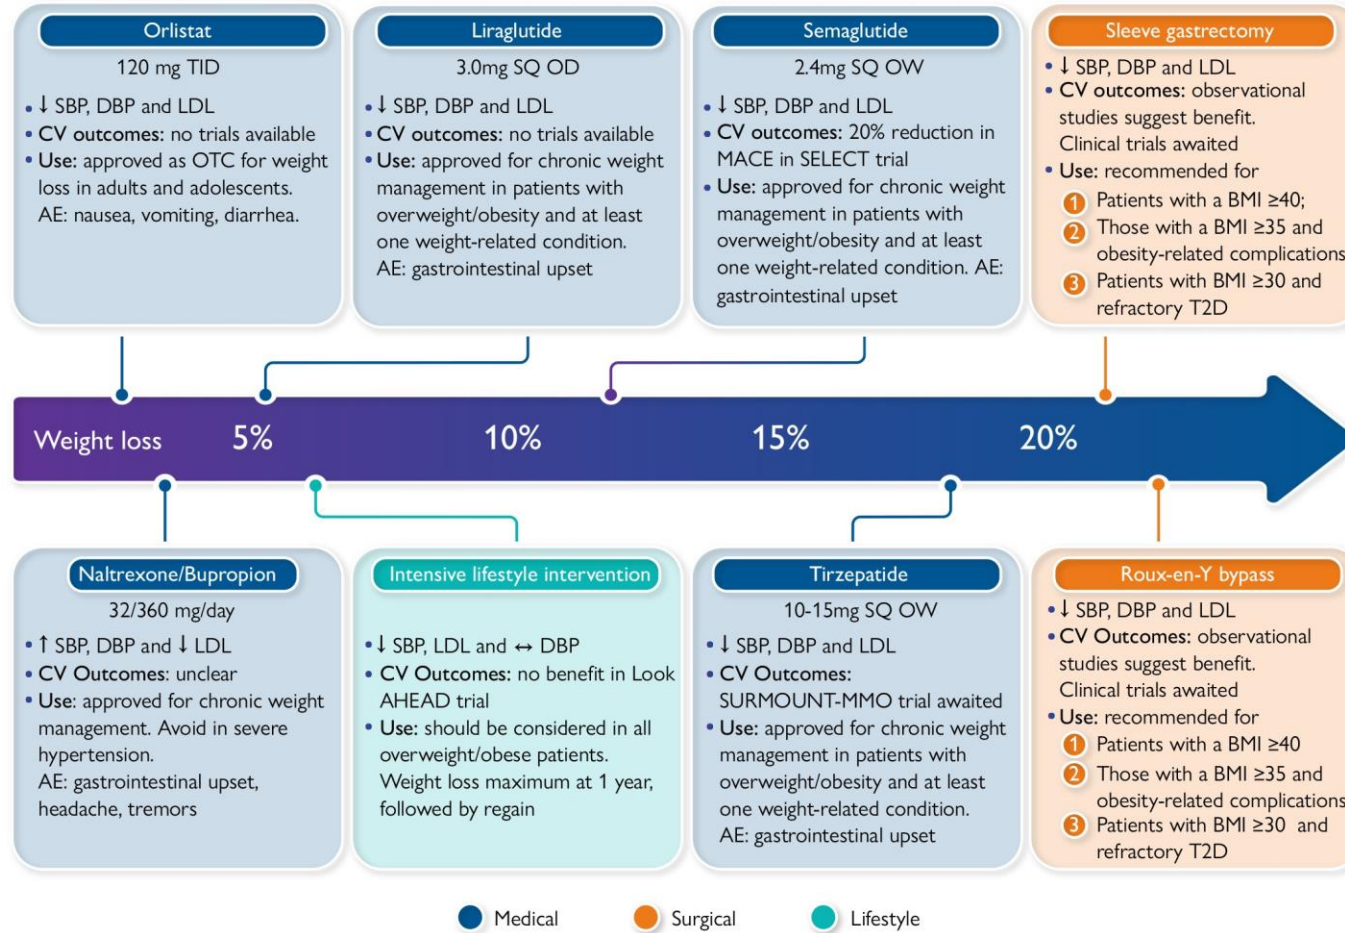 Orlistat
120 mg TID
• ↓ SBP, DBP and LDL
• CV outcomes: no trials available
• Use: approved as OTC for weight
loss in adults and adolescents.
AE: nausea, vomiting, diarrhea.
Liraglutide
3.0mg SQ OD
• ↓ SBP, DBP and LDL
• CV outcomes: no trials available
• Use: approved for chronic weight
management in patients with
overweight/obesity and at least
one weight-related condition.
AE: gastrointestinal upset
Semaglutide
2.4mg SQ OW
• ↓ SBP, DBP and LDL
• CV outcomes: 20% reduction in
MACE in SELECT trial
• Use: approved for chronic weight
management in patients with
overweight/obesity and at least
one weight-related condition. AE:
gastrointestinal upset
Sleeve gastrectomy
• ↓ SBP, DBP and LDL
• CV outcomes: observational
studies suggest benefit.
Clinical trials awaited
• Use: recommended for
1 Patients with a BMI ≥40;
2 Those with a BMI ≥35 and
obesity-related complications
3 Patients with BMI ≥30 and
refractory T2D
Weight loss 5% 10% 15% 20%
Naltrexone/Bupropion
32/360 mg/day
• ↑ SBP, DBP and ↓ LDL
• CV Outcomes: unclear
• Use: approved for chronic weight
management. Avoid in severe
hypertension.
AE: gastrointestinal upset,
headache, tremors
Intensive lifestyle intervention
• ↓ SBP, LDL and ↔ DBP
• CV Outcomes: no benefit in Look
AHEAD trial
• Use: should be considered in all
overweight/obese patients.
Weight loss maximum at 1 year,
followed by regain
Tirzepatide
10-15mg SQ OW
• ↓ SBP, DBP and LDL
• CV Outcomes:
SURMOUNT-MMO trial awaited
• Use: approved for chronic weight
management in patients with
overweight/obesity and at least
one weight-related condition.
AE: gastrointestinal upset
Roux-en-Y bypass
• ↓ SBP, DBP and LDL
• CV Outcomes: observational
studies suggest benefit.
Clinical trials awaited
• Use: recommended for
1 Patients with a BMI ≥40
2 Those with a BMI ≥35 and
obesity-related complications
3 Patients with BMI ≥30 and
refractory T2D
Medical Surgical Lifestyle